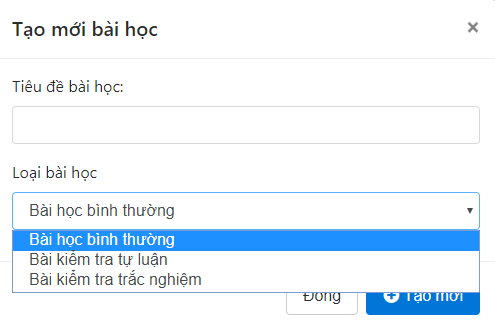 Tạo mới bài học
×
Tiêu đề bài học:
Loại bài học
Bài học bình thường
Bài học bình thường
Bài kiểm tra tự luận
Bài kiểm tra trắc nghiệm
Đóng
Tạo mới